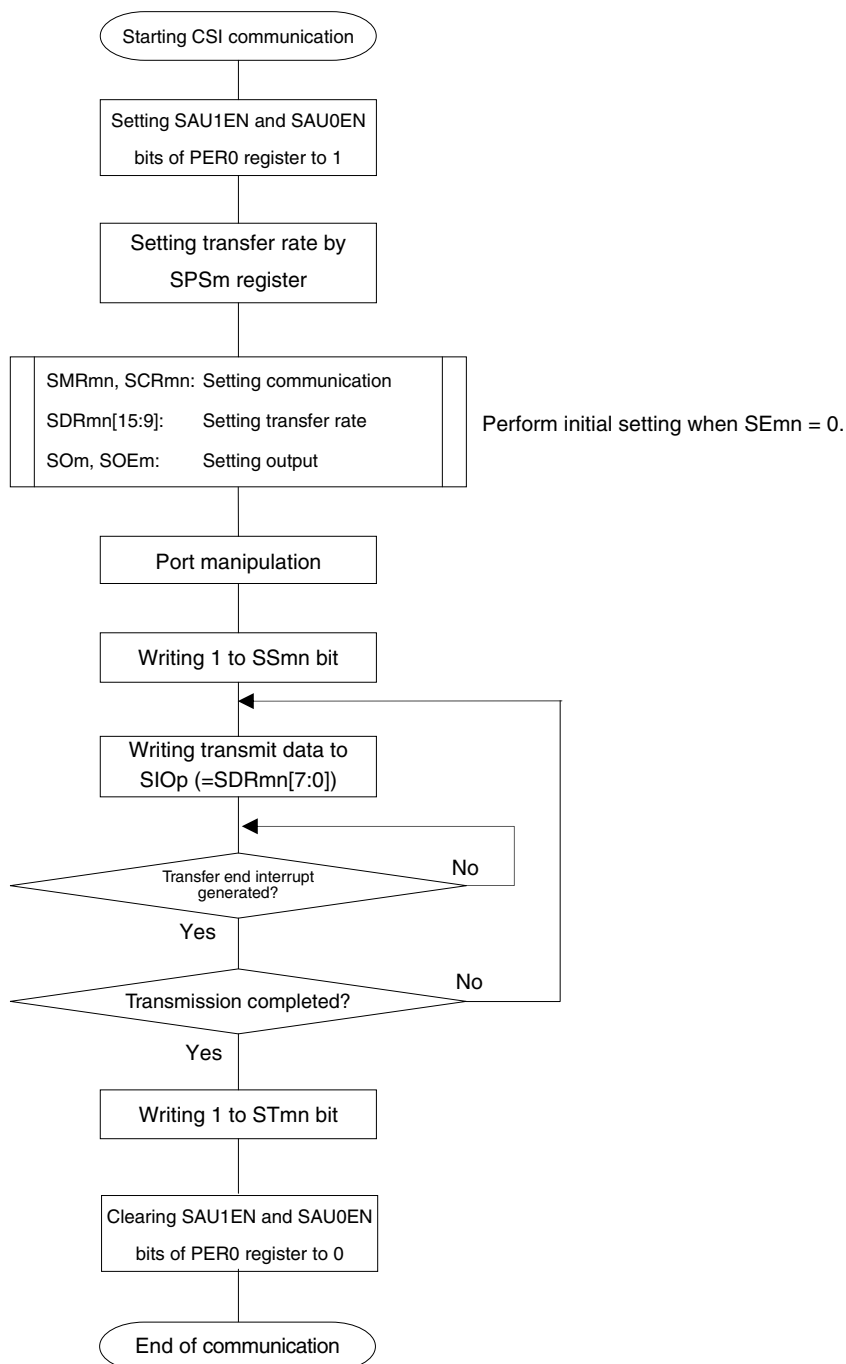 Starting CSI communication
Setting SAU1EN and SAU0EN
bits of PER0 register to 1
Setting transfer rate by
SPSm register
SMRmn, SCRmn: Setting communication
SDRmn[15:9]: Setting transfer rate
SOm, SOEm: Setting output
Perform initial setting when SEmn = 0.
Port manipulation
Writing 1 to SSmn bit
Writing transmit data to
SIOp (=SDRmn[7:0])
Transfer end interrupt
generated?
No
Yes
Transmission completed?
No
Yes
Writing 1 to STmn bit
Clearing SAU1EN and SAU0EN
bits of PER0 register to 0
End of communication